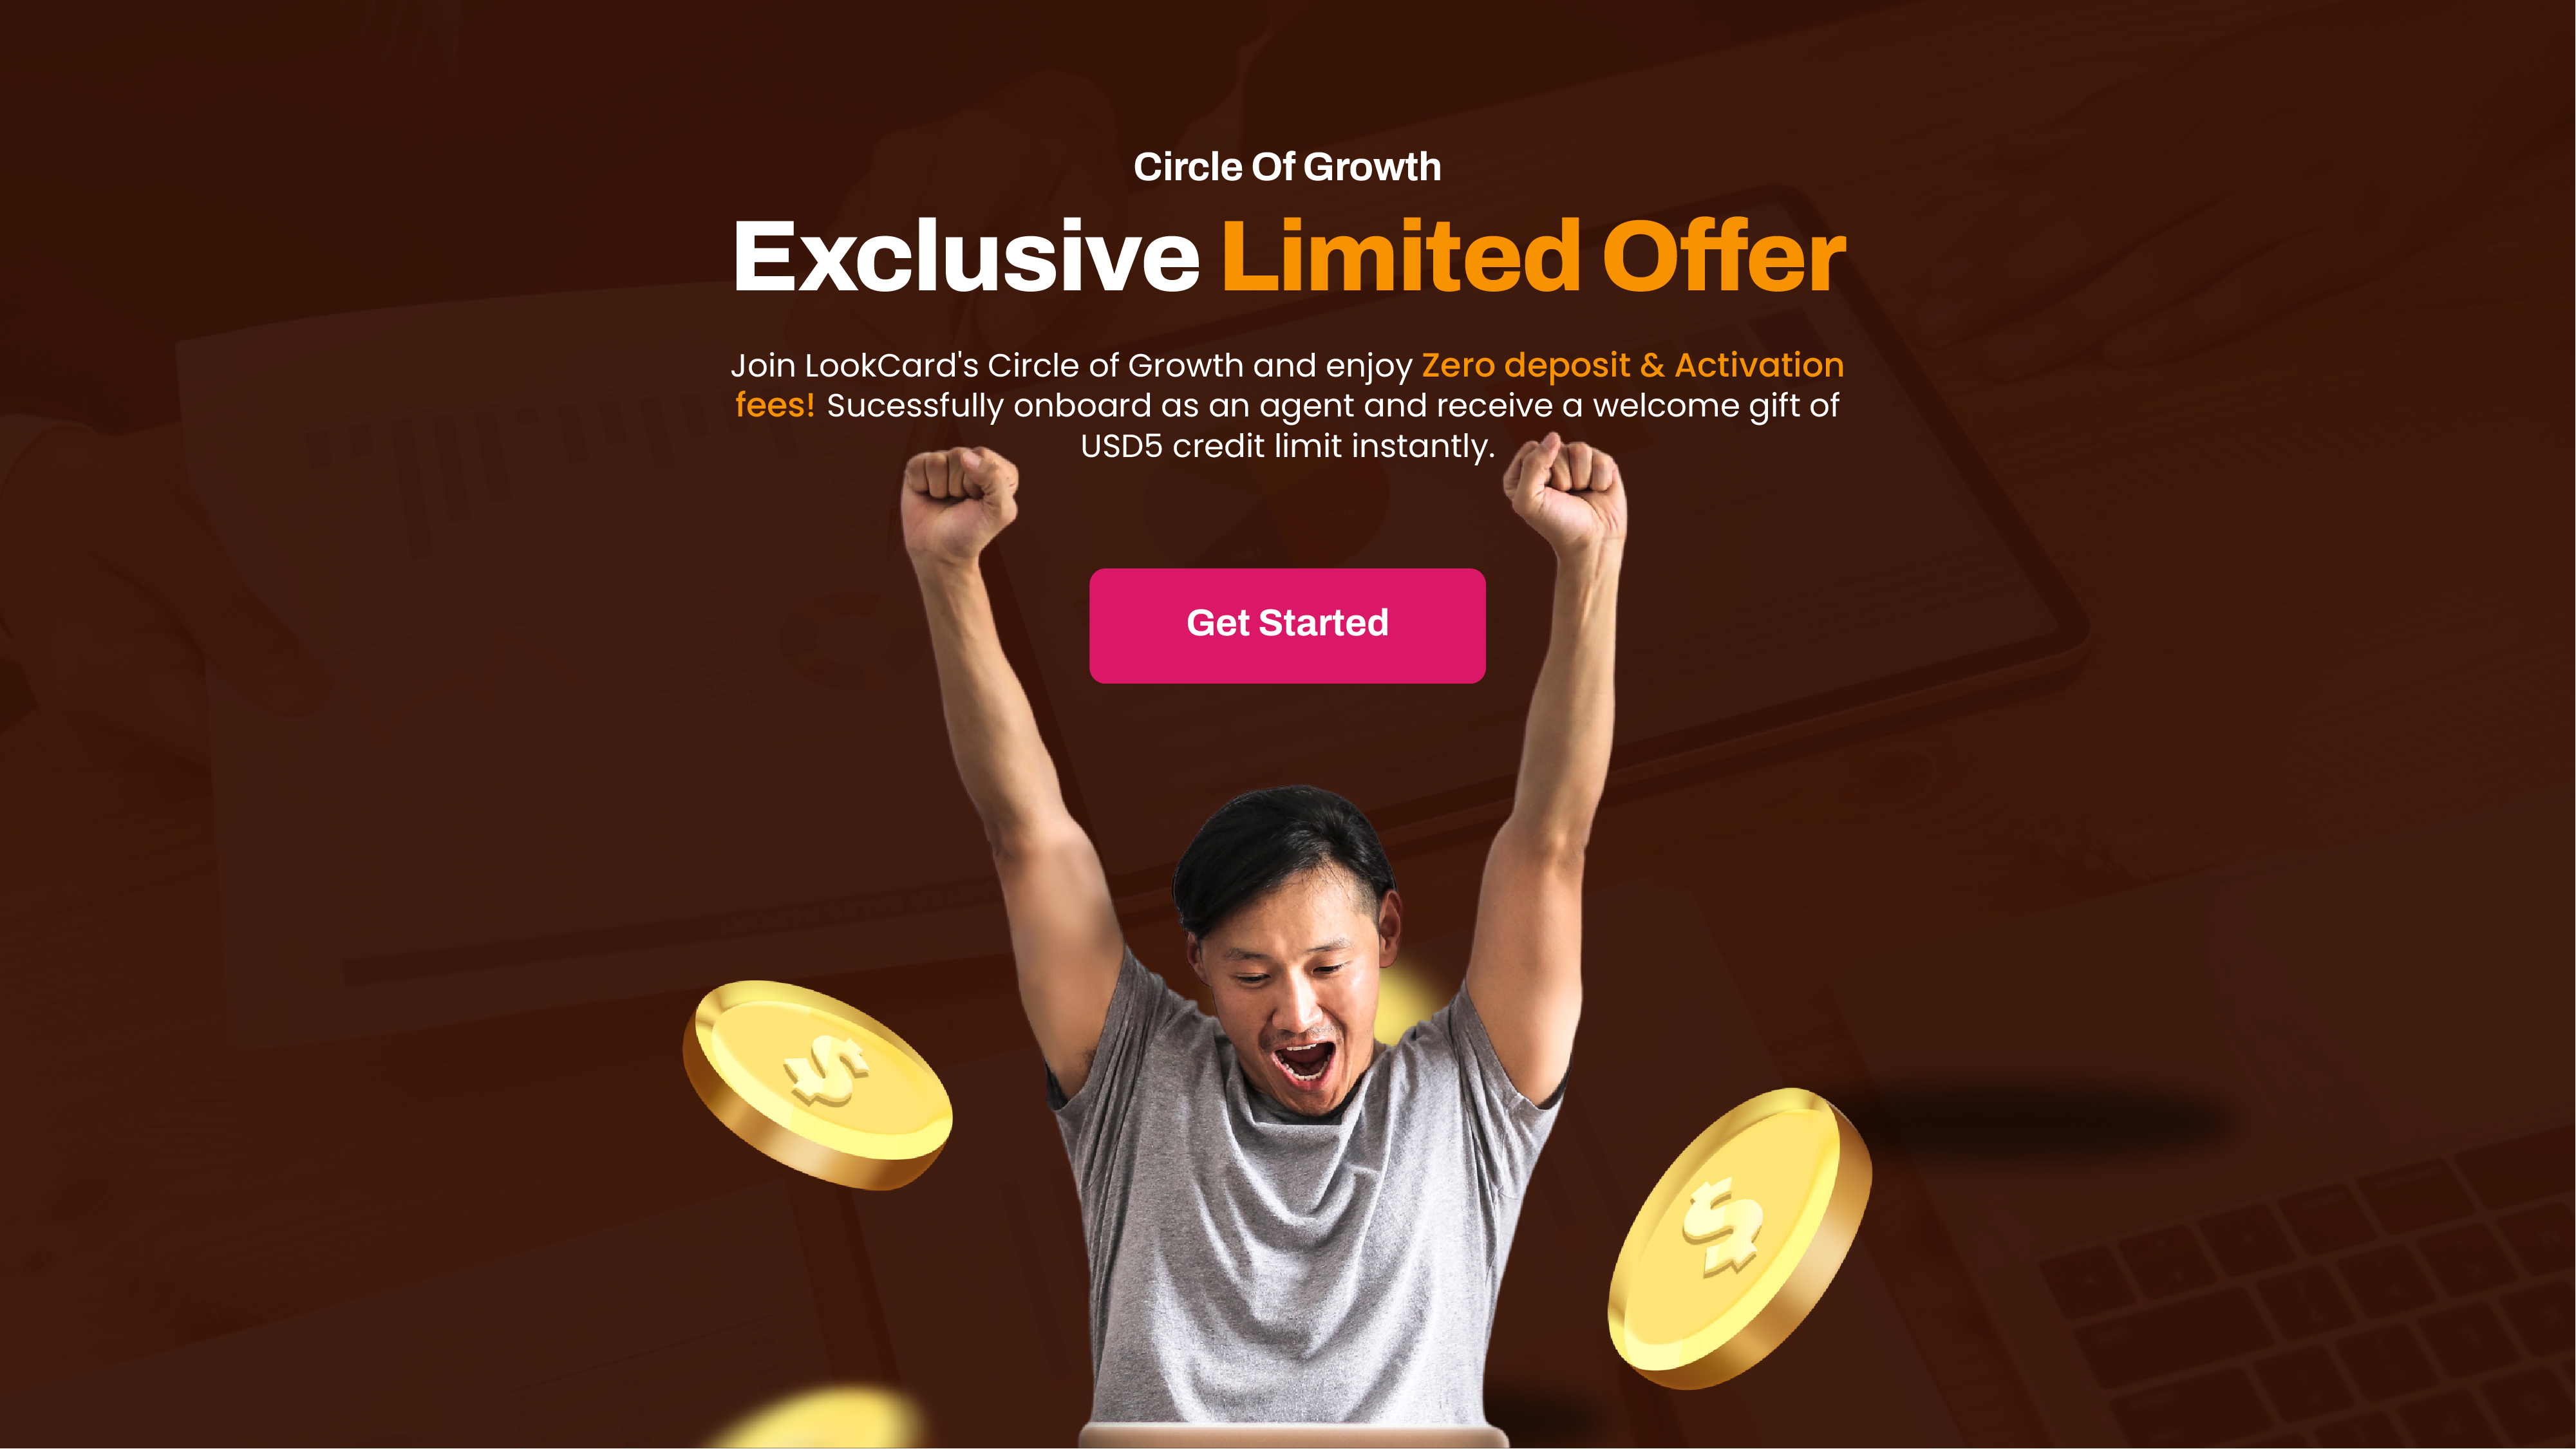 Circle Of Growth
Exclusive Limited Offer
Join LookCard's Circle of Growth and enjoy Zero deposit & Activation
fees! Sucessfully onboard as an agent and receive a welcome gift of
USD5 credit limit instantly.
Get Started
$
$